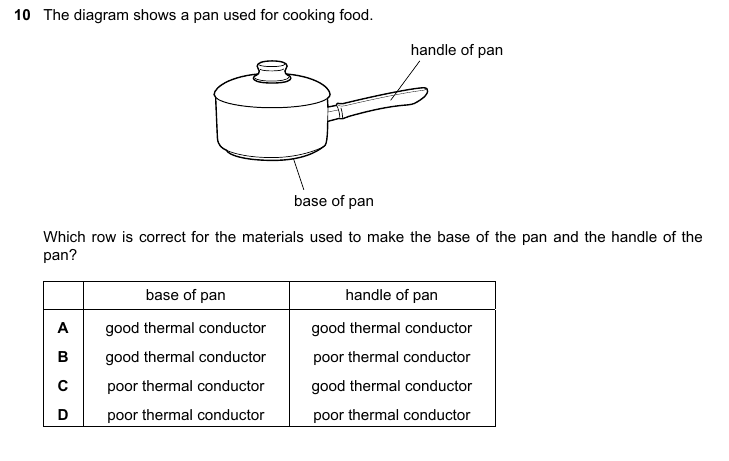 10 The diagram shows a pan used for cooking food.
handle of pan
base of pan
Which row is correct for the materials used to make the base of the pan and the handle of the
pan?
base of pan handle of pan
A good thermal conductor good thermal conductor
B good thermal conductor poor thermal conductor
C poor thermal conductor good thermal conductor
D poor thermal conductor poor thermal conductor